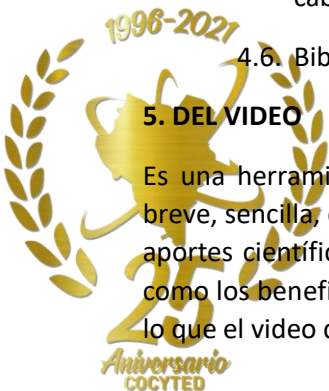 1996-2021
4.6. Bib
5. DEL VIDEO
Es una herrami
breve, sencilla,
aportes científic
como los benefi
lo que el video
25
Aniversario
COCYTED